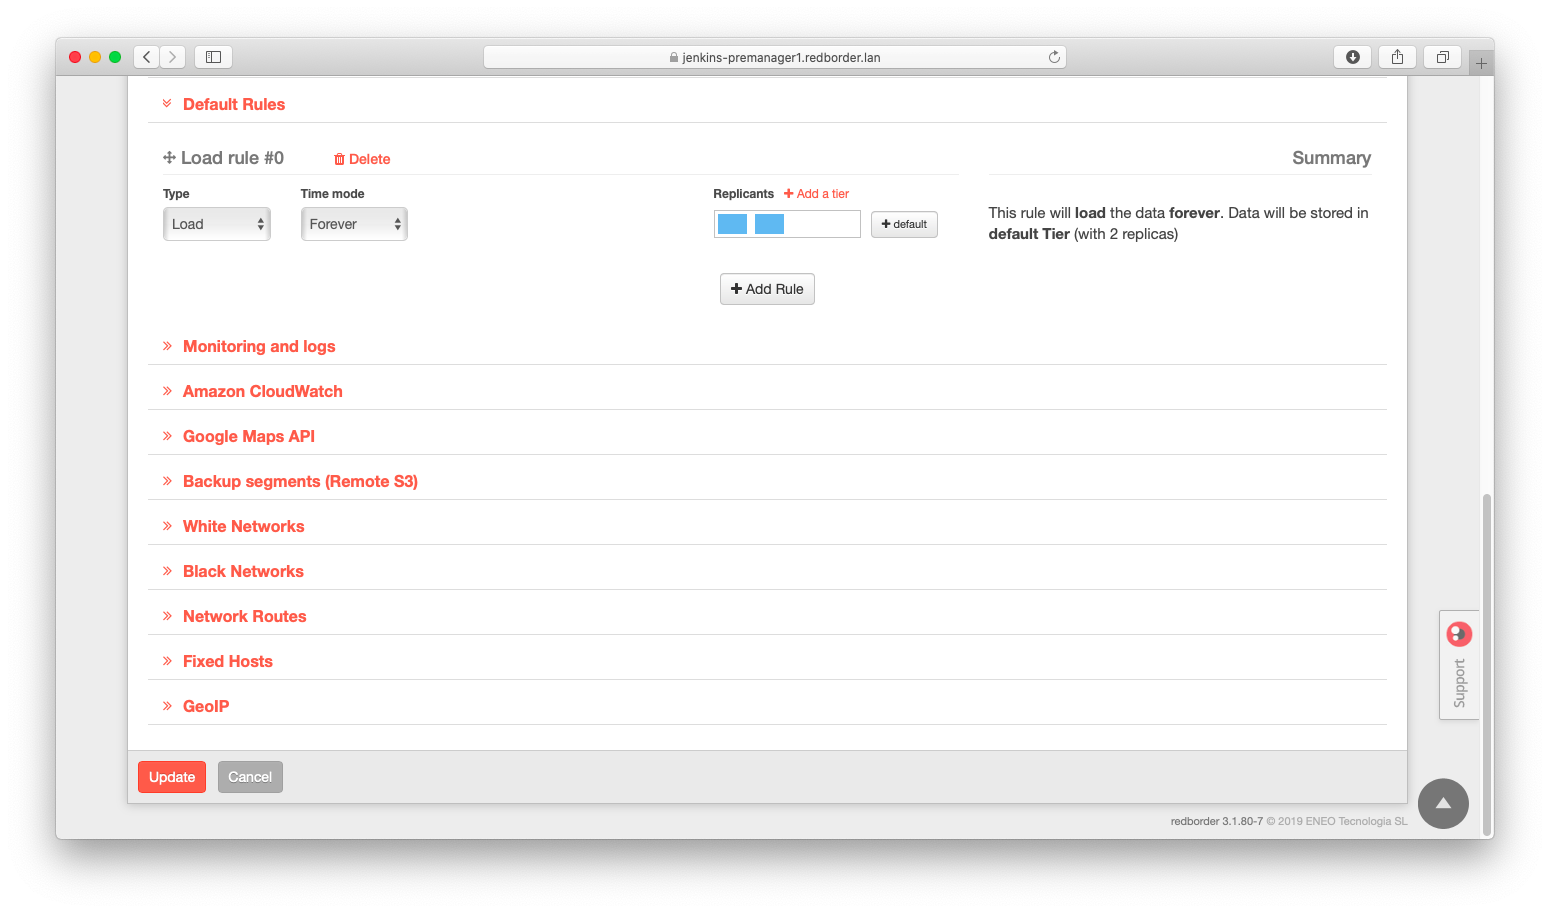 jenkins-premanager1.redborder.lan
Default Rules
Load rule #0
Delete
Summary
Type
Time mode
Replicants
Add a tier
Load
Forever
default
This rule will load the data forever. Data will be stored in
default Tier (with 2 replicas)
Add Rule
Monitoring and logs
Amazon CloudWatch
Google Maps API
Backup segments (Remote S3)
White Networks
Black Networks
Network Routes
Fixed Hosts
GeoIP
Support
Update
Cancel
redborder 3.1.80-7 © 2019 ENEO Tecnologia SL